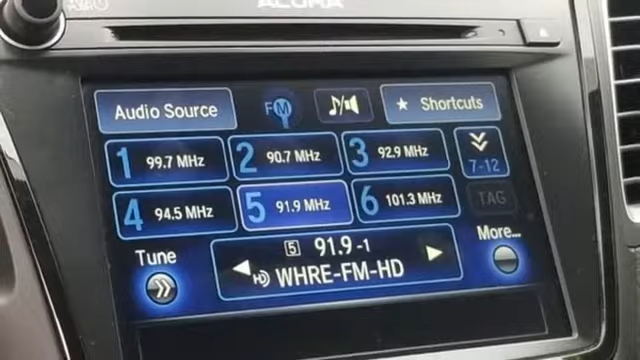 ACURA
Audio Source FM Shortcuts
1 99.7 MHz 2 90.7 MHz 3 92.9 MHz 7-12
4 94.5 MHz 5 91.9 MHz 6 101.3 MHz TAG
Tune 5 91.9-1 More...
HD WHRE-FM-HD